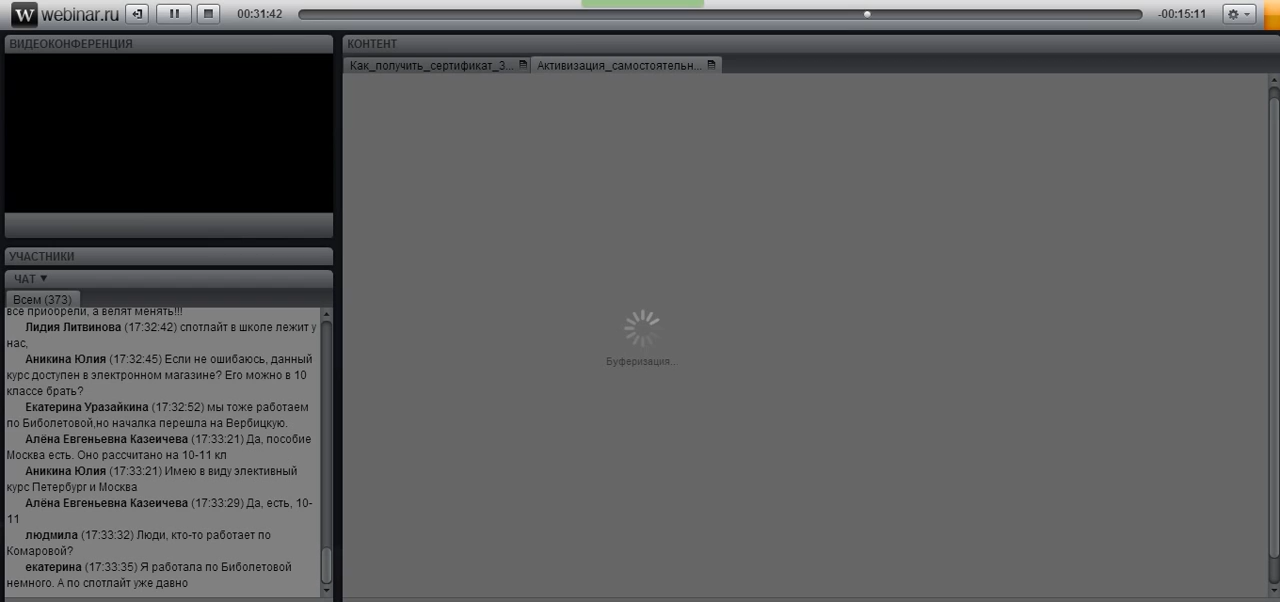 W webinar.ru 00:31:42 -00:15:11
ВИДЕОКОНФЕРЕНЦИЯ
КОНТЕНТ
Как_получить_сертификат_З...
Активизация_самостоятельн...
Буферизация...
УЧАСТНИКИ
ЧАТ
Всем (373)
все приобрели, а велят менять!!!
Лидия Литвинова (17:32:42) спотлайт в школе лежит у
нас,
Аникина Юлия (17:32:45) Если не ошибаюсь, данный
курс доступен в электронном магазине? Его можно в 10
классе брать?
Екатерина Уразайкина (17:32:52) мы тоже работаем
по Биболетовой,но началка перешла на Вербицкую.
Алёна Евгеньевна Казеичева (17:33:21) Да, пособие
Москва есть. Оно рассчитано на 10-11 кл
Аникина Юлия (17:33:21) Имею в виду элективный
курс Петербург и Москва
Алёна Евгеньевна Казеичева (17:33:29) Да, есть, 10-
11
людмила (17:33:32) Люди, кто-то работает по
Комаровой?
екатерина (17:33:35) Я работала по Биболетовой
немного. А по спотлайт уже давно